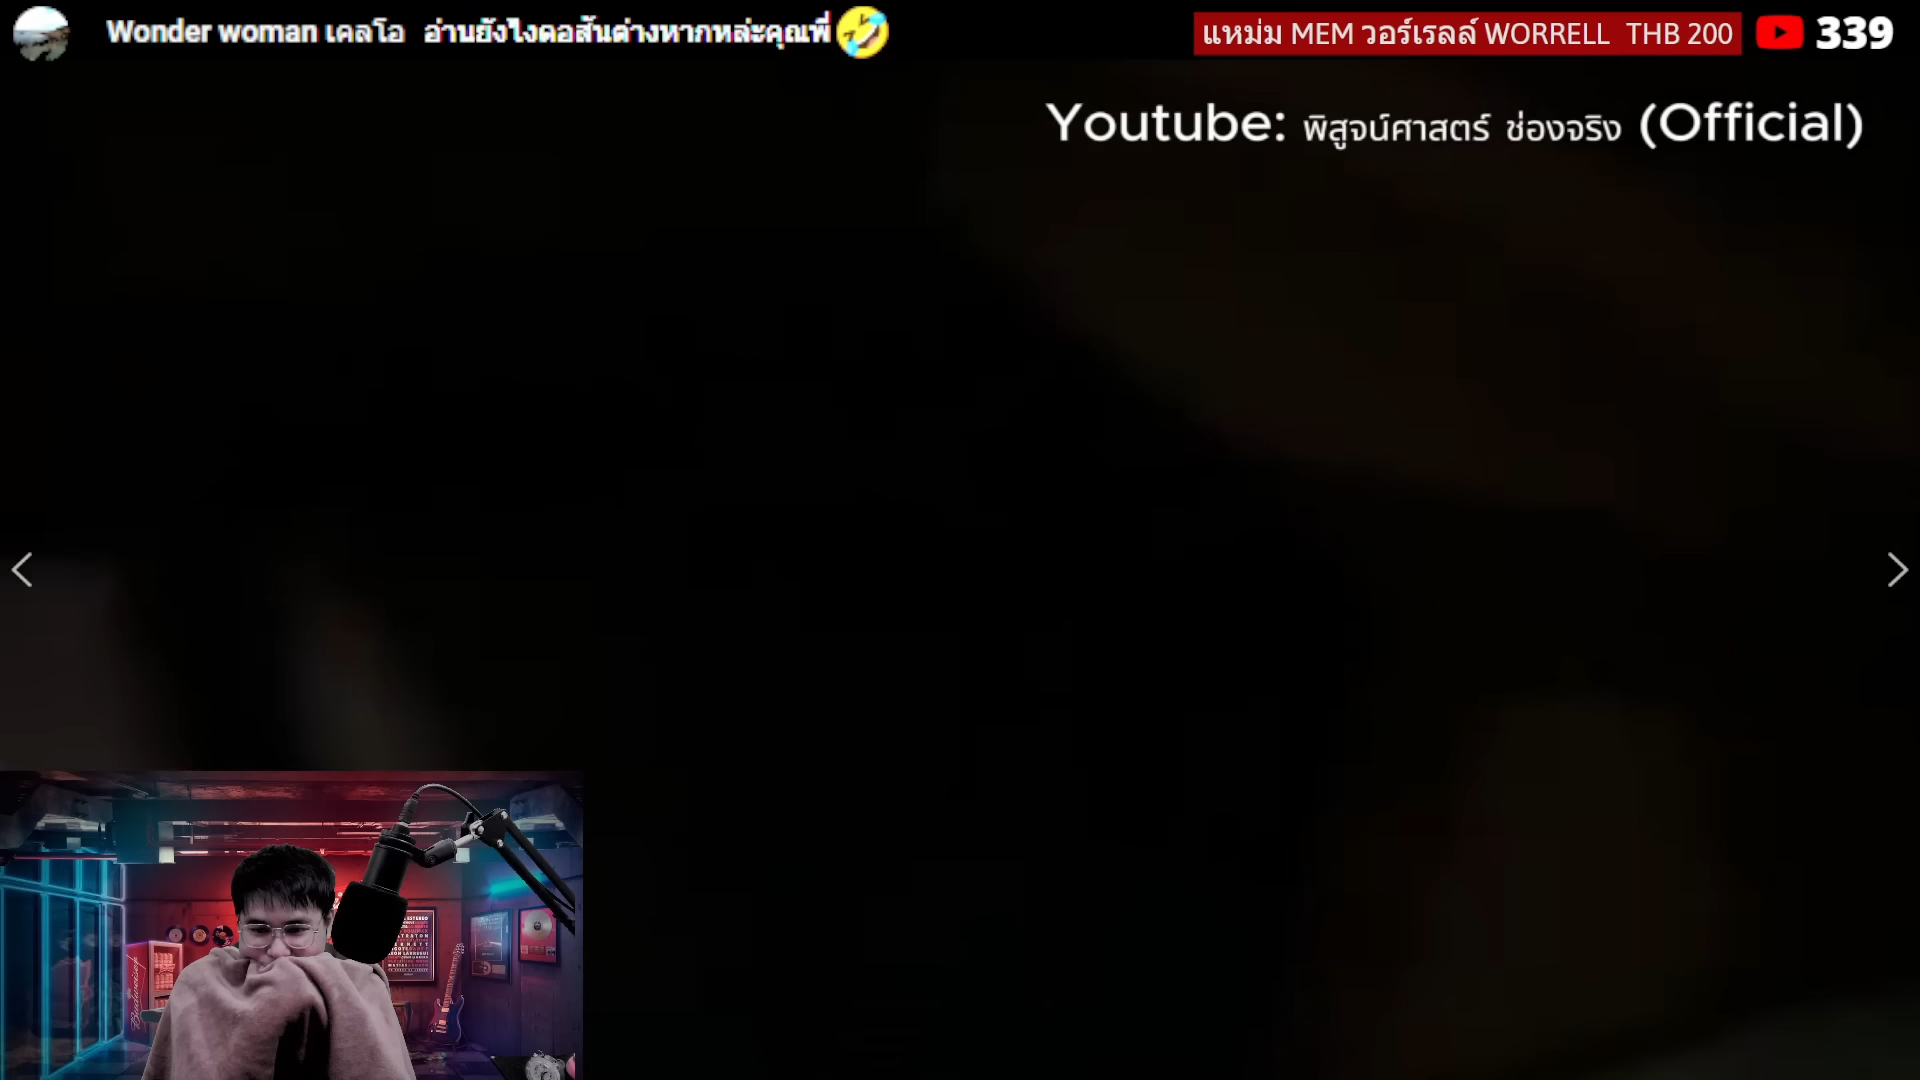 Wonder woman เคลโอ อ่านยังไงดอสั้นต่างหากหล่ะคุณพี่🤣
แหม่ม MEM วอร์เรลล์ WORRELL THB 200
339
Youtube: พิสูจน์ศาสตร์ ช่องจริง (Official)
Budweiser